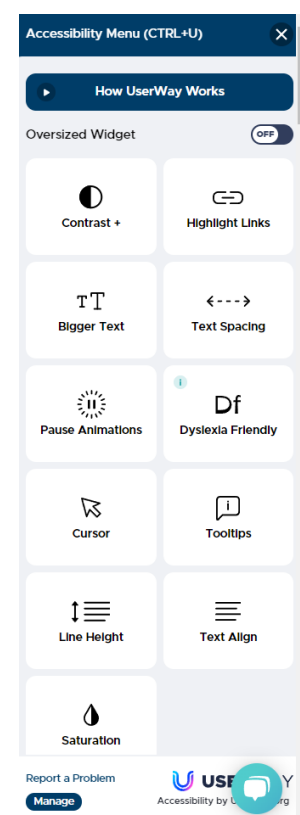 Accessibility Menu (CTRL+U)
How UserWay Works
Oversized Widget OFF
Contrast + Highlight Links
TT
Bigger Text Text Spacing
Pause Animations
i
Df
Dyslexia Friendly
Cursor
i
Tooltips
Line Height Text Align
Saturation
Report a Problem
Manage Accessibility by